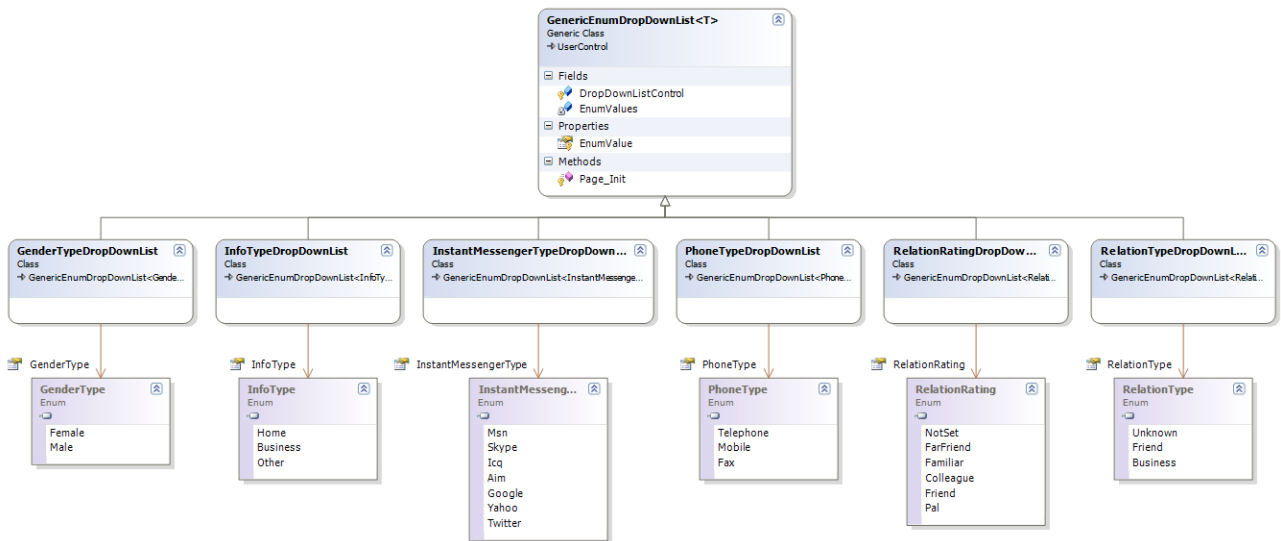 GenericEnumDropDownList<T>
Generic Class
UserControl
Fields
DropDownListControl
EnumValues
Properties
EnumValue
Methods
Page_Init
GenderTypeDropDownList
Class
GenericEnumDropDownList<Gende...
InfoTypeDropDownList
Class
GenericEnumDropDownList<InfoTy...
InstantMessengerTypeDropDown...
Class
GenericEnumDropDownList<InstantMessenge...
PhoneTypeDropDownList
Class
GenericEnumDropDownList<Phone...
RelationRatingDropDow...
Class
GenericEnumDropDownList<Relati...
RelationTypeDropDownL...
Class
GenericEnumDropDownList<Relati...
GenderType
InfoType
InstantMessengerType
PhoneType
RelationRating
RelationType
GenderType
Enum
Female
Male
InfoType
Enum
Home
Business
Other
InstantMesseng...
Enum
Msn
Skype
Icq
Aim
Google
Yahoo
Twitter
PhoneType
Enum
Telephone
Mobile
Fax
RelationRating
Enum
NotSet
FarFriend
Familiar
Colleague
Friend
Pal
RelationType
Enum
Unknown
Friend
Business